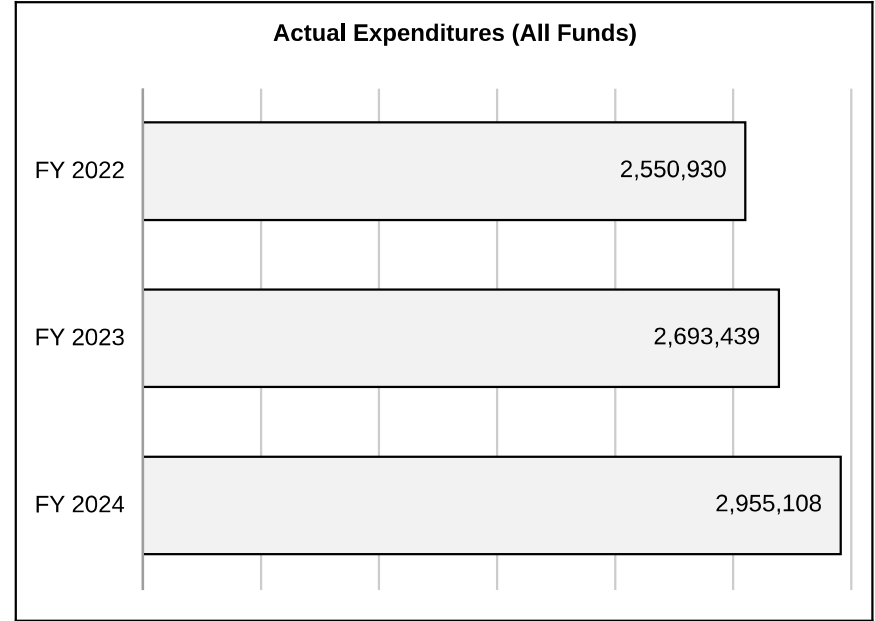 Actual Expenditures (All Funds)
FY 2022 2,550,930
FY 2023 2,693,439
FY 2024 2,955,108